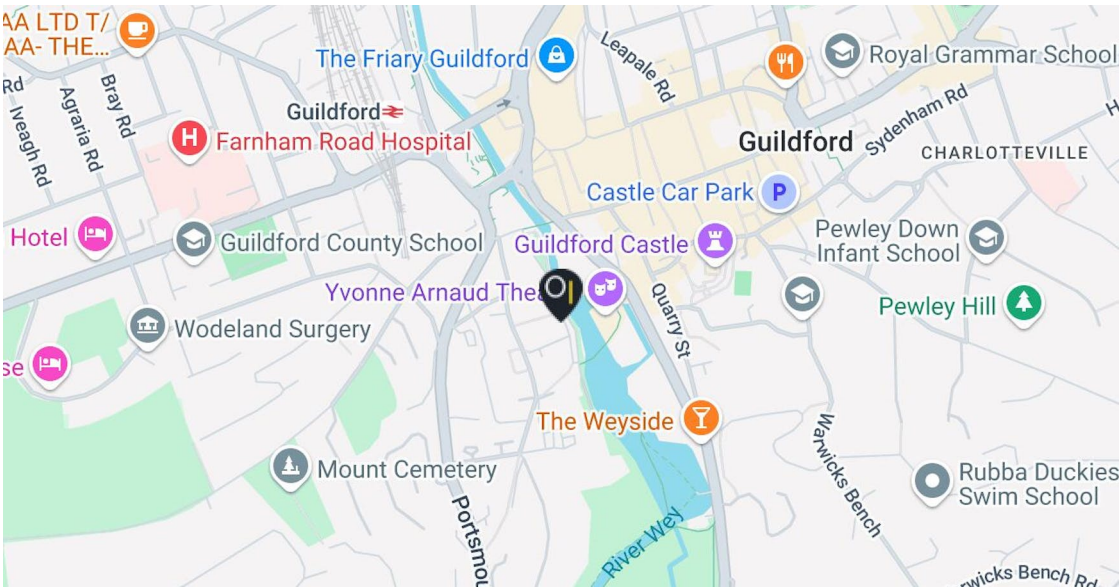 AA LTD T/
AA- THE...
The Friary Guildford
Leapale Rd
Royal Grammar School
Rd
Bray Rd
Agraria Rd
Iveagh Rd
Guildford
Farnham Road Hospital
H
Guildford
Sydenham Rd
CHARLOTTEVILLE
Castle Car Park
P
Hotel
Guildford County School
Guildford Castle
Pewley Down
Infant School
Yvonne Arnaud Thea
Quarry St
Pewley Hill
Wodeland Surgery
se
The Weyside
Warwicks Bench
Mount Cemetery
Rubba Duckies
Swim School
Portsmou
River Wey
rwicks Bench Rd